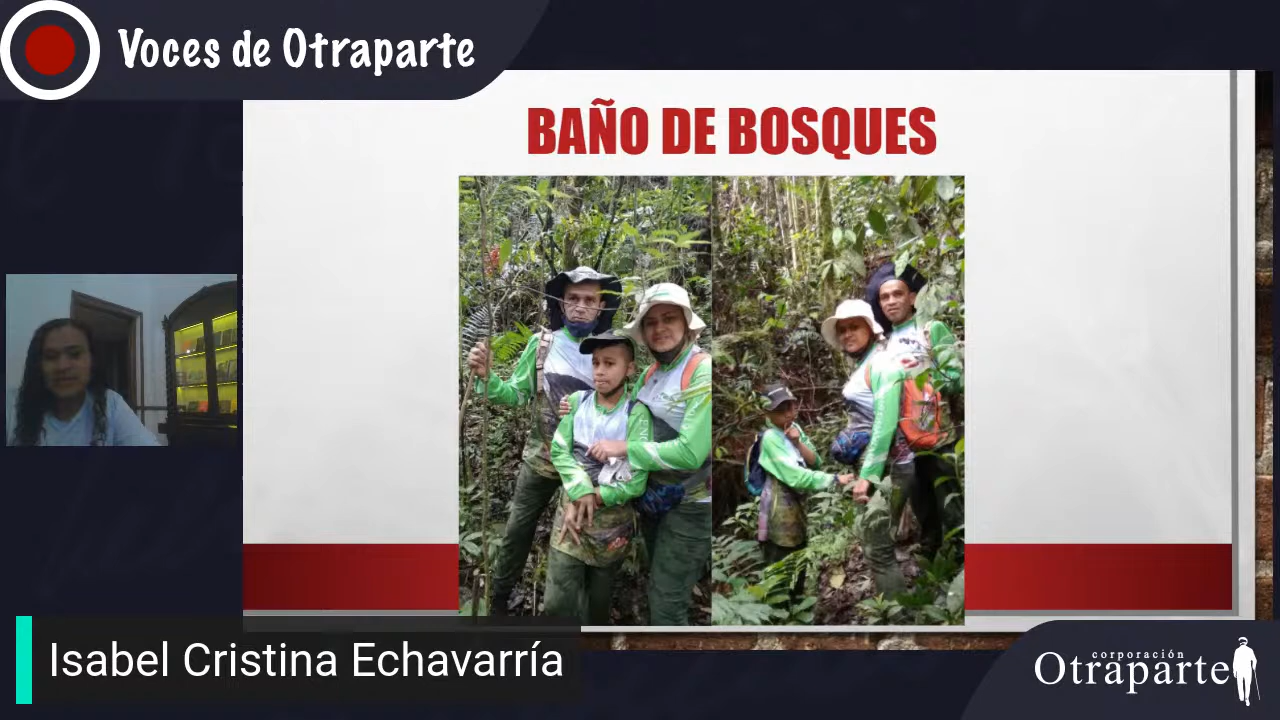 Voces de Otraparte
BAÑO DE BOSQUES
Isabel Cristina Echavarría
corporación
Otraparte